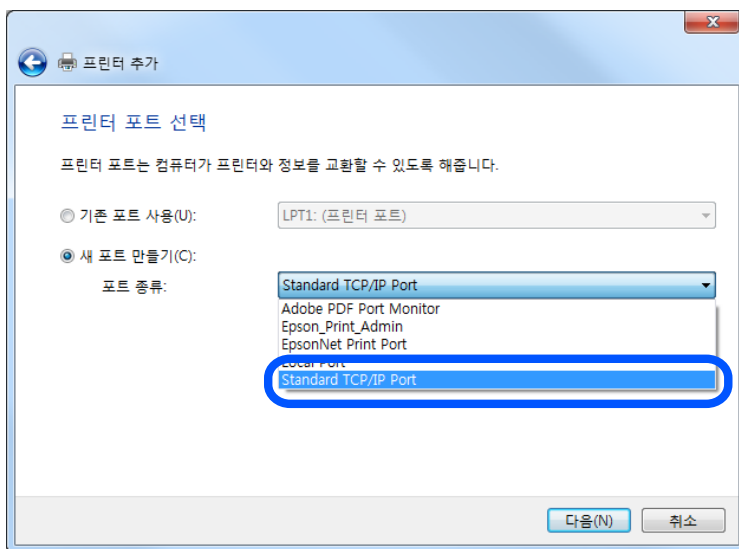 프린터 추가
프린터 포트 선택
프린터 포트는 컴퓨터가 프린터와 정보를 교환할 수 있도록 해줍니다.
기존 포트 사용(U): LPT1: (프린터 포트)
새 포트 만들기(C):
포트 종류: Standard TCP/IP Port
Adobe PDF Port Monitor
Epson_Print_Admin
EpsonNet Print Port
Local Port
Standard TCP/IP Port
다음(N) 취소